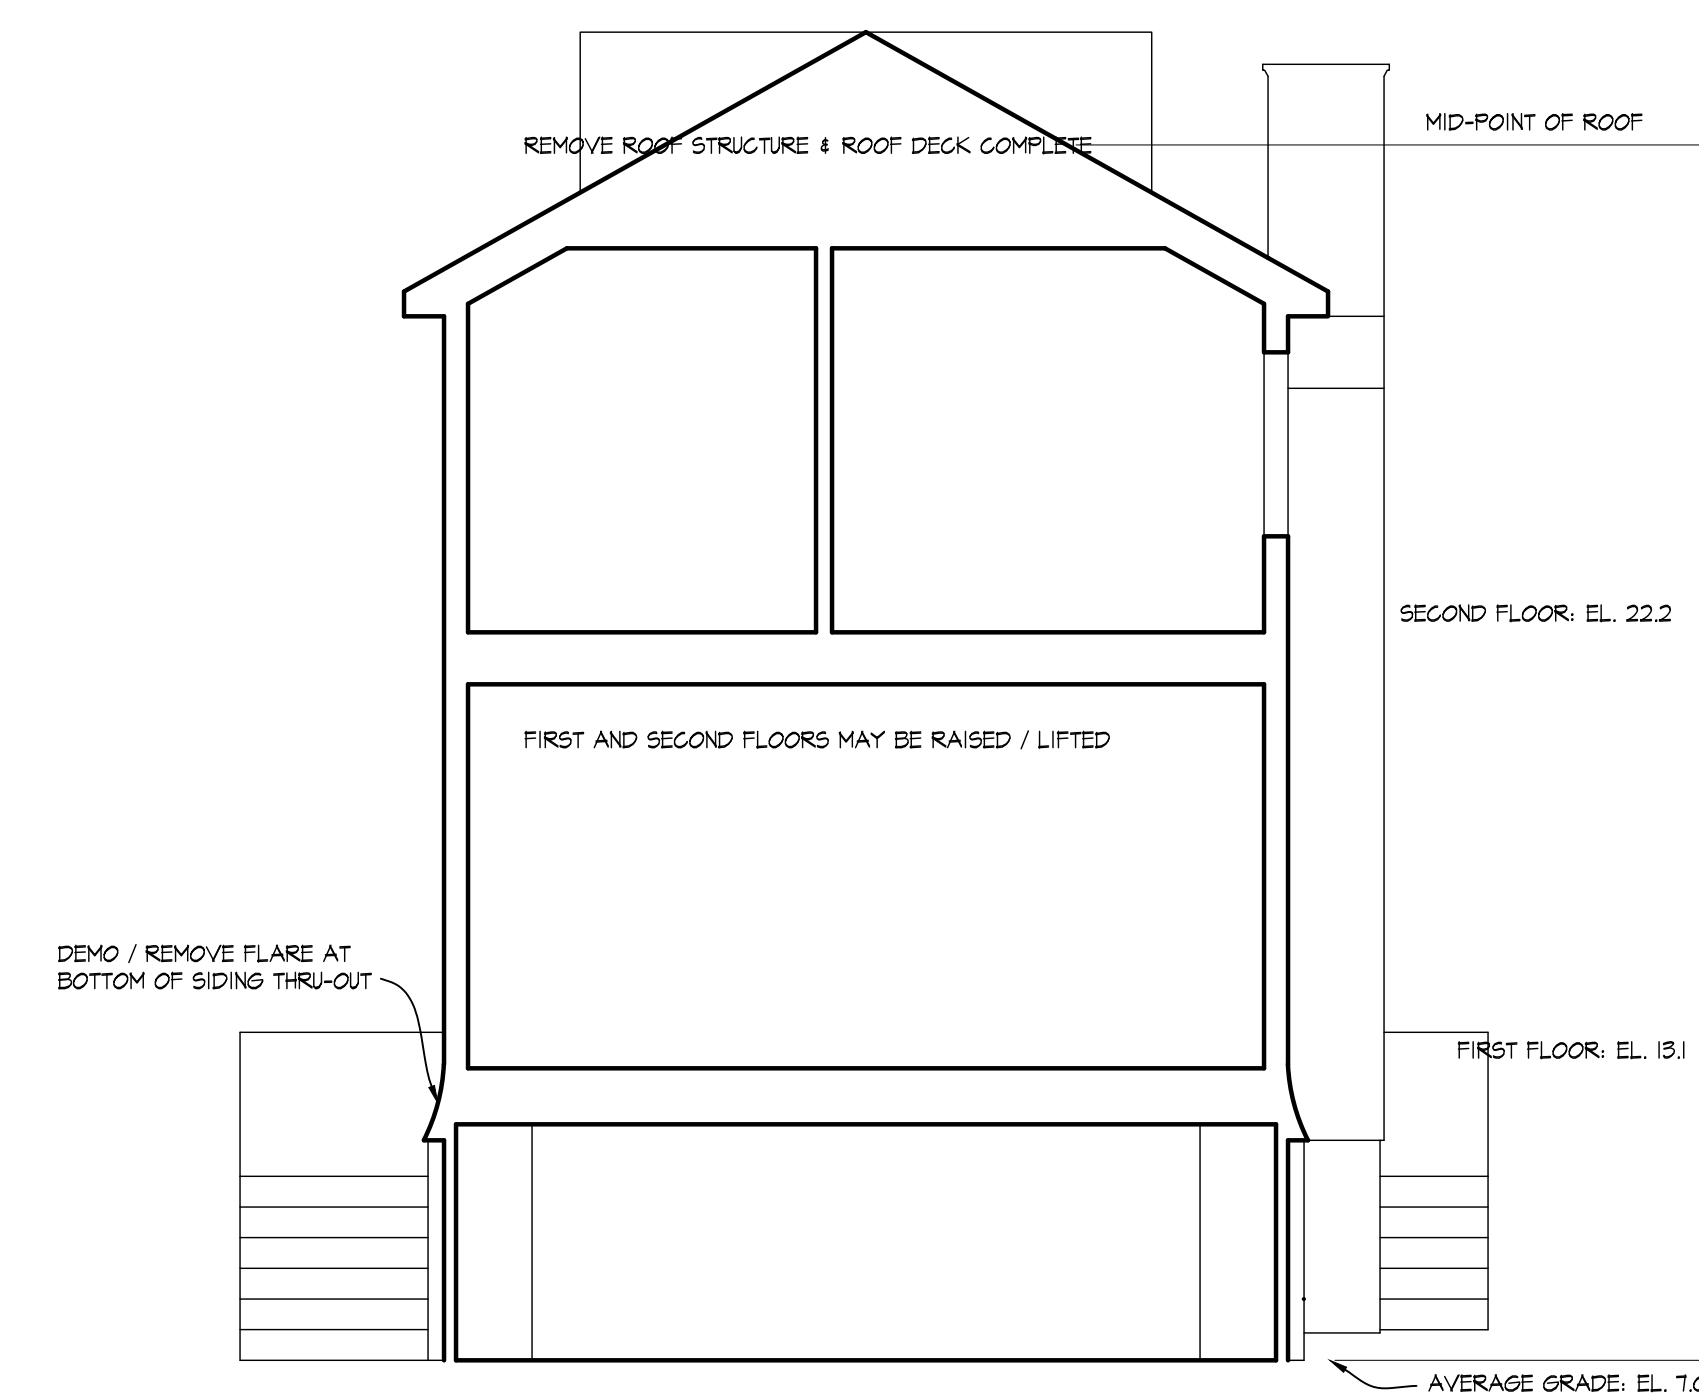 MID-POINT OF ROOF
REMOVE ROOF STRUCTURE & ROOF DECK COMPLETE
SECOND FLOOR: EL. 22.2
FIRST AND SECOND FLOORS MAY BE RAISED / LIFTED
DEMO / REMOVE FLARE AT
BOTTOM OF SIDING THRU-OUT
FIRST FLOOR: EL. 13.1
AVERAGE GRADE: EL.